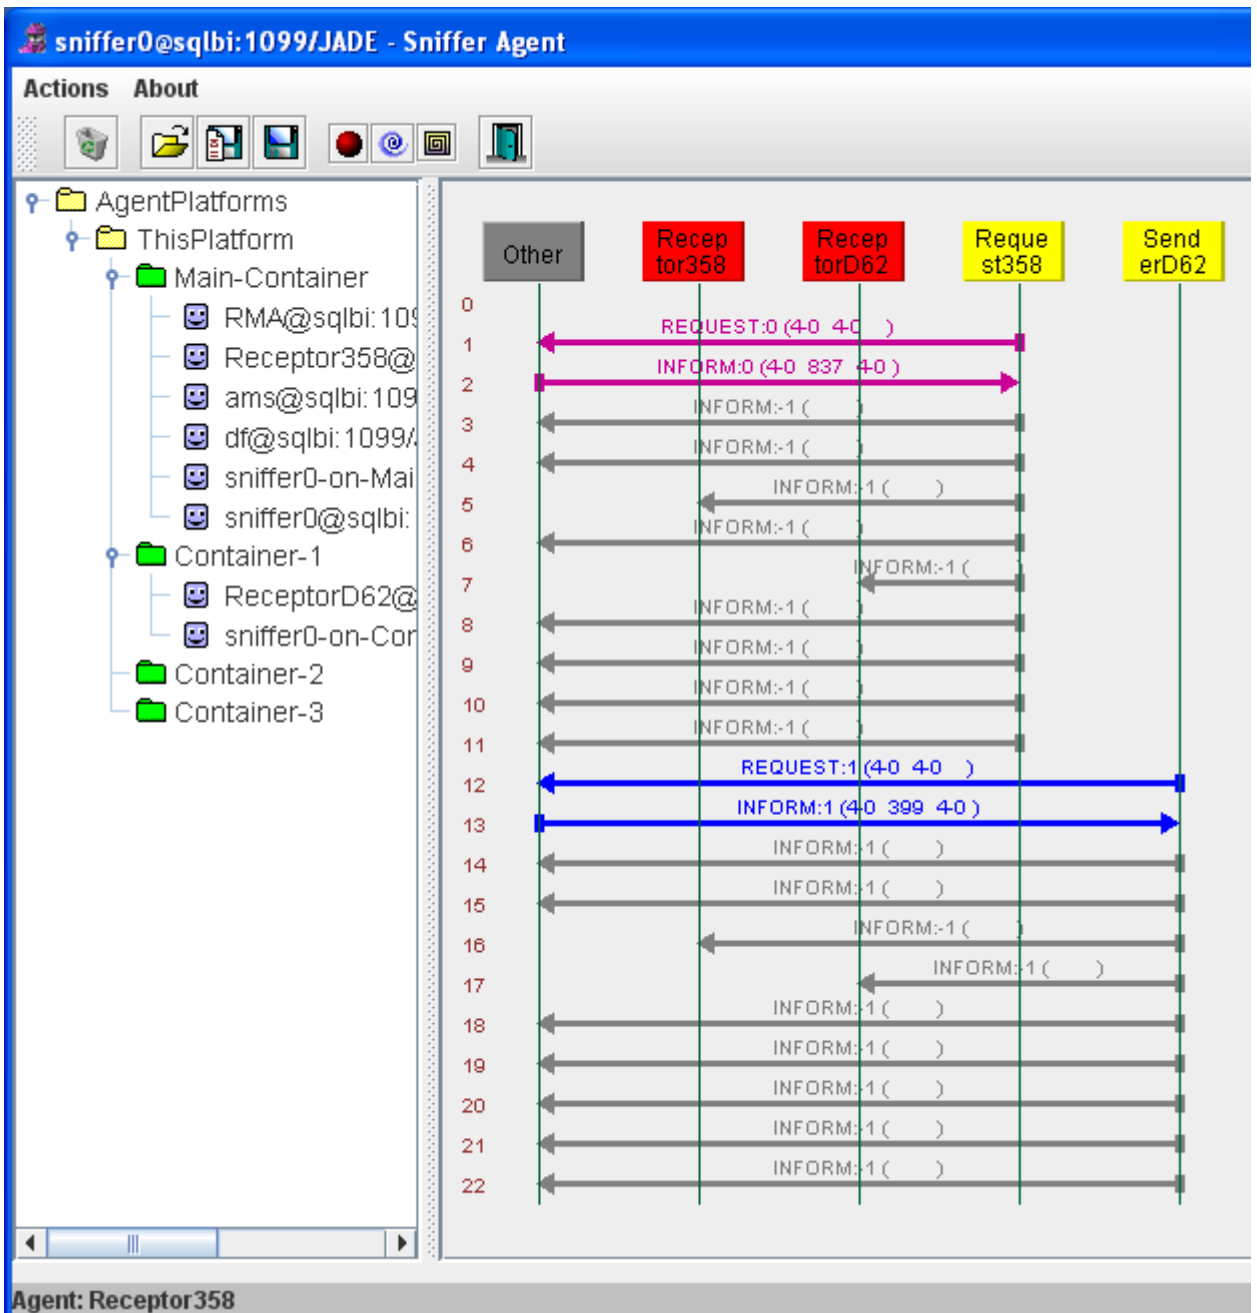 sniffer0@sqlbi:1099/JADE - Sniffer Agent
Actions About
AgentPlatforms
ThisPlatform
Main-Container
RMA@sqlbi:109
Receptor358@
ams@sqlbi:109
df@sqlbi:1099/
sniffer0-on-Mai
sniffer0@sqlbi:
Container-1
ReceptorD62@
sniffer0-on-Cor
Container-2
Container-3
Other
Recep
tor358
Recep
torD62
Reque
st358
Send
erD62
0
REQUEST:0 (40 40 )
1
INFORM:0 (40 837 40 )
2
INFORM:-1 ( )
3
INFORM:-1 ( )
4
INFORM:-1 ( )
5
INFORM:-1 ( )
6
INFORM:-1 ( )
7
INFORM:-1 ( )
8
INFORM:-1 ( )
9
INFORM:-1 ( )
10
INFORM:-1 ( )
11
REQUEST:1 (40 40 )
12
INFORM:1 (40 399 40 )
13
INFORM:-1 ( )
14
INFORM:-1 ( )
15
INFORM:-1 ( )
16
INFORM:-1 ( )
17
INFORM:-1 ( )
18
INFORM:-1 ( )
19
INFORM:-1 ( )
20
INFORM:-1 ( )
21
INFORM:-1 ( )
22
Agent: Receptor358